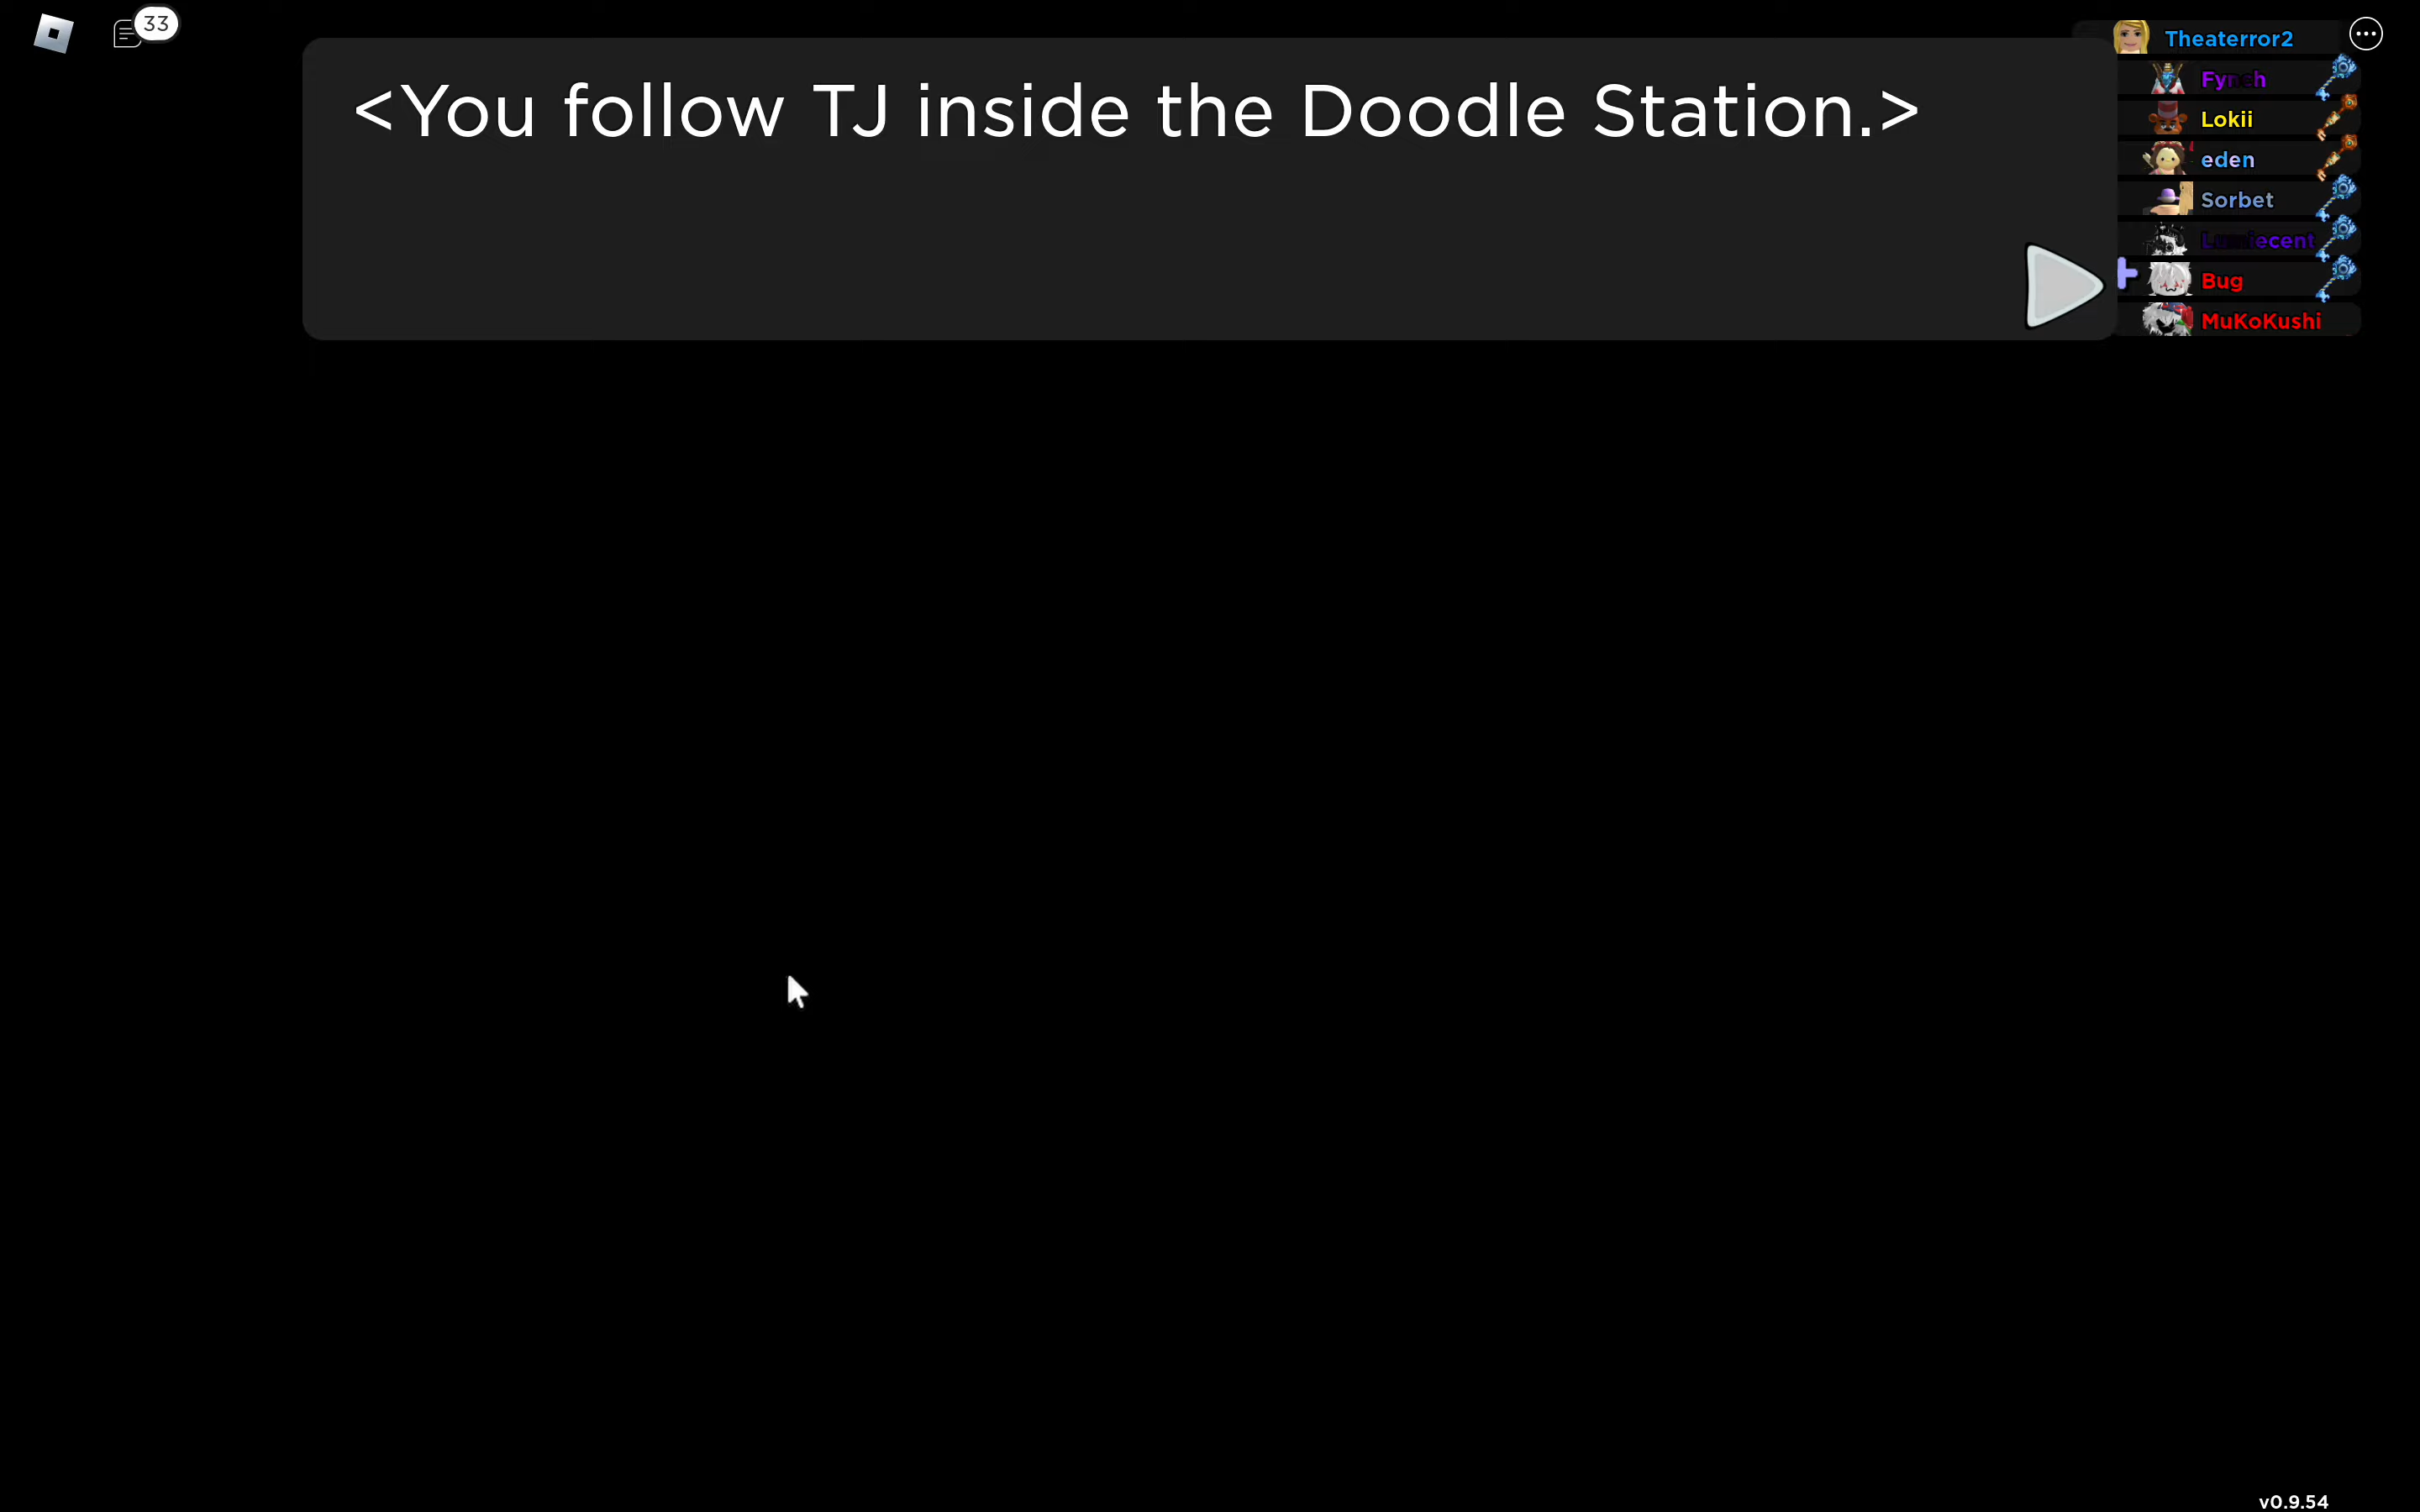 33
<You follow TJ inside the Doodle Station.>
Theaterror2
Fynch
Lokii
eden
Sorbet
Bug
MuKoKushi
v0.9.54